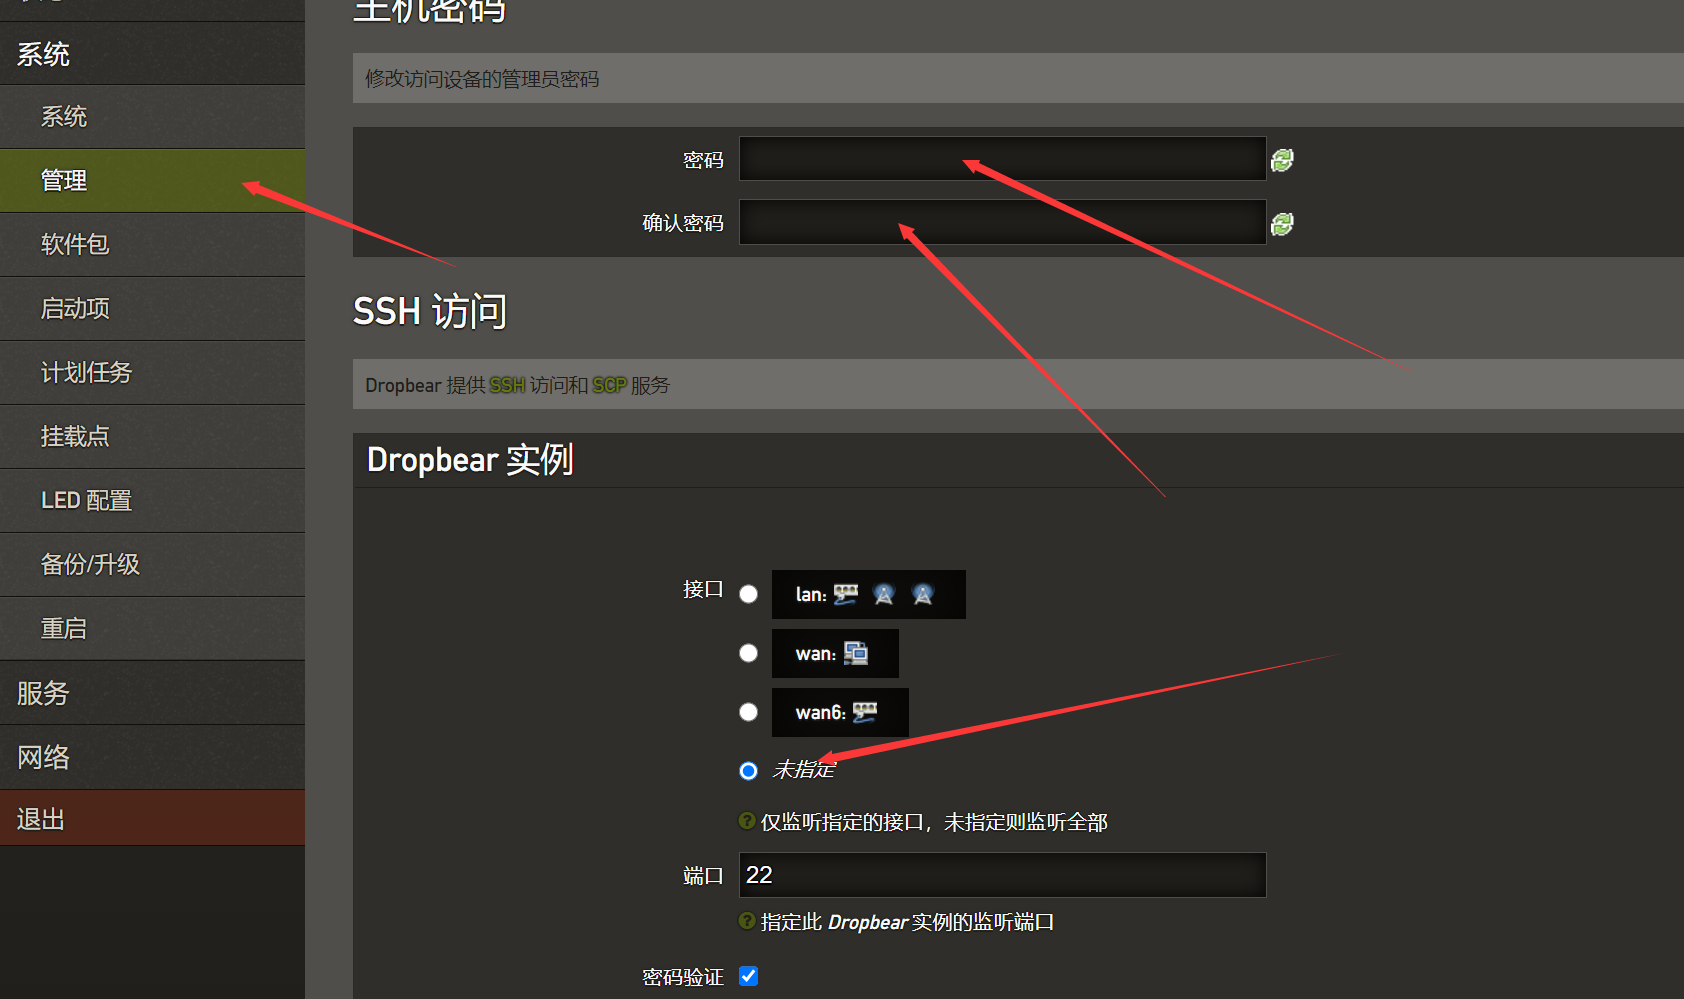 系统
系统
管理
软件包
启动项
计划任务
挂载点
LED 配置
备份/升级
重启
服务
网络
退出
主机密码
修改访问设备的管理员密码
密码
确认密码
SSH 访问
Dropbear 提供 SSH 访问和 SCP 服务
Dropbear 实例
接口
lan:
wan:
wan6:
未指定
仅监听指定的接口，未指定则监听全部
端口
22
指定此 Dropbear 实例的监听端口
密码验证